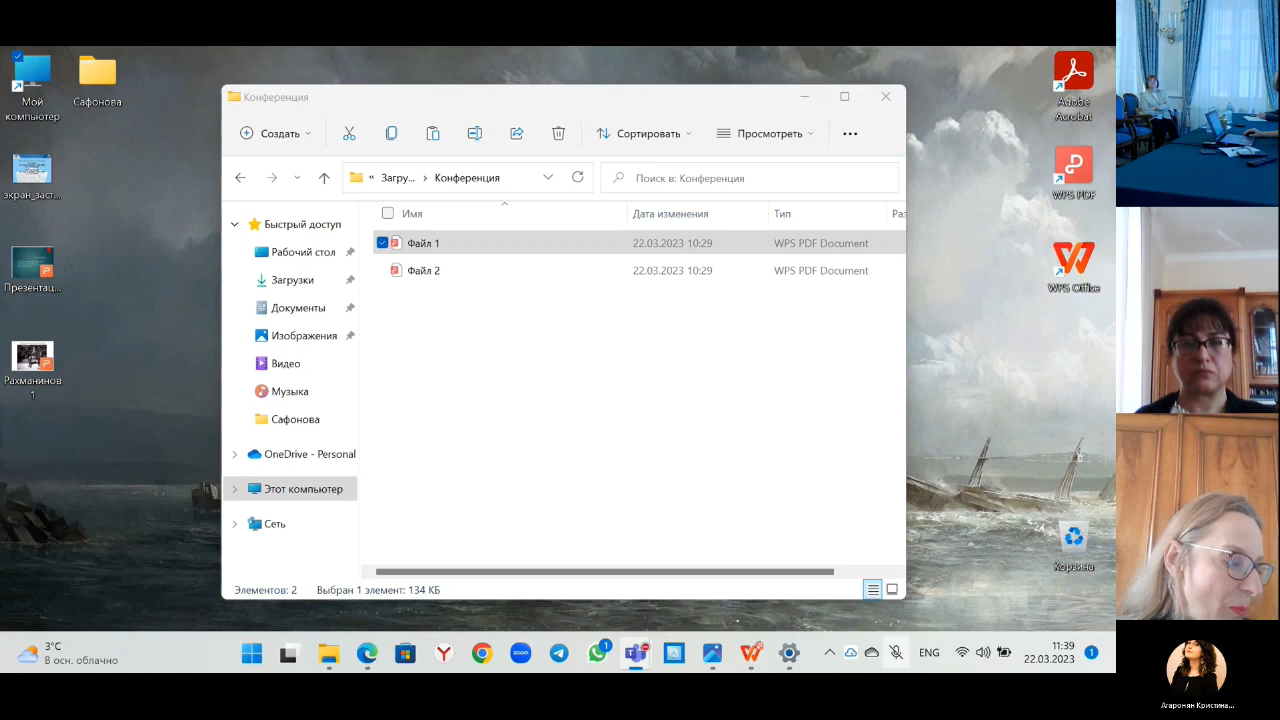 Мой
компьютер
Сафонова
экран_заст...
Презентац...
Рахманинов
1
Конференция
Создать
Сортировать
Просмотреть
« Загру... › Конференция
Поиск в: Конференция
Имя
Дата изменения
Тип
Раз
Файл 1
22.03.2023 10:29
WPS PDF Document
Файл 2
22.03.2023 10:29
WPS PDF Document
Быстрый доступ
Рабочий стол
Загрузки
Документы
Изображения
Видео
Музыка
Сафонова
OneDrive - Personal
Этот компьютер
Сеть
Элементов: 2
Выбран 1 элемент: 134 КБ
Adobe
Acrobat
WPS PDF
WPS Office
Корзина
3°C
В осн. облачно
zoom
1
ENG
11:39
22.03.2023
1
Агаронян Кристина...